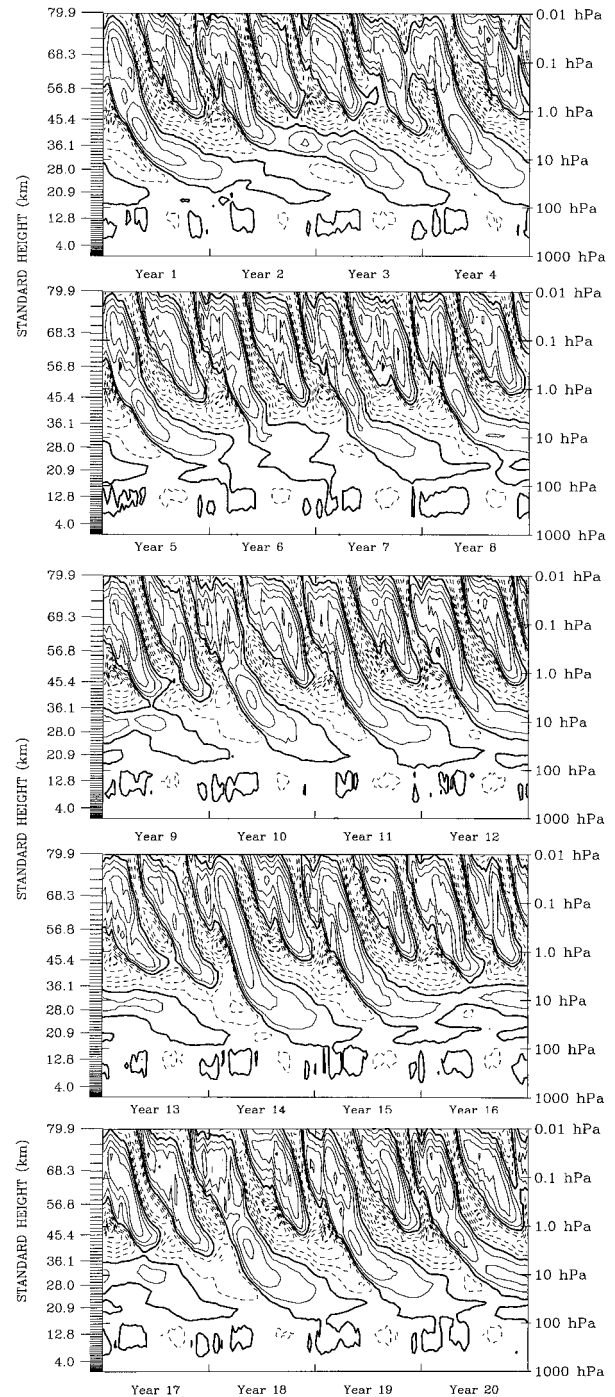 79.9
68.3
56.8
45.4
36.1
28.0
20.9
12.8
4.0
0.01 hPa
0.1 hPa
1.0 hPa
10 hPa
100 hPa
1000 hPa
Year 1 Year 2 Year 3 Year 4
STANDARD HEIGHT (km)
79.9
68.3
56.8
45.4
36.1
28.0
20.9
12.8
4.0
0.01 hPa
0.1 hPa
1.0 hPa
10 hPa
100 hPa
1000 hPa
Year 5 Year 6 Year 7 Year 8
79.9
68.3
56.8
45.4
36.1
28.0
20.9
12.8
4.0
0.01 hPa
0.1 hPa
1.0 hPa
10 hPa
100 hPa
1000 hPa
Year 9 Year 10 Year 11 Year 12
STANDARD HEIGHT (km)
79.9
68.3
56.8
45.1
36.1
28.0
20.9
12.8
4.0
0.01 hPa
0.1 hPa
1.0 hPa
10 hPa
100 hPa
1000 hPa
Year 13 Year 14 Year 15 Year 16
79.9
68.3
56.8
45.4
36.1
28.0
20.9
12.8
4.0
0.01 hPa
0.1 hPa
1.0 hPa
10 hPa
100 hPa
1000 hPa
Year 17 Year 18 Year 19 Year 20
STANDARD HEIGHT (km)